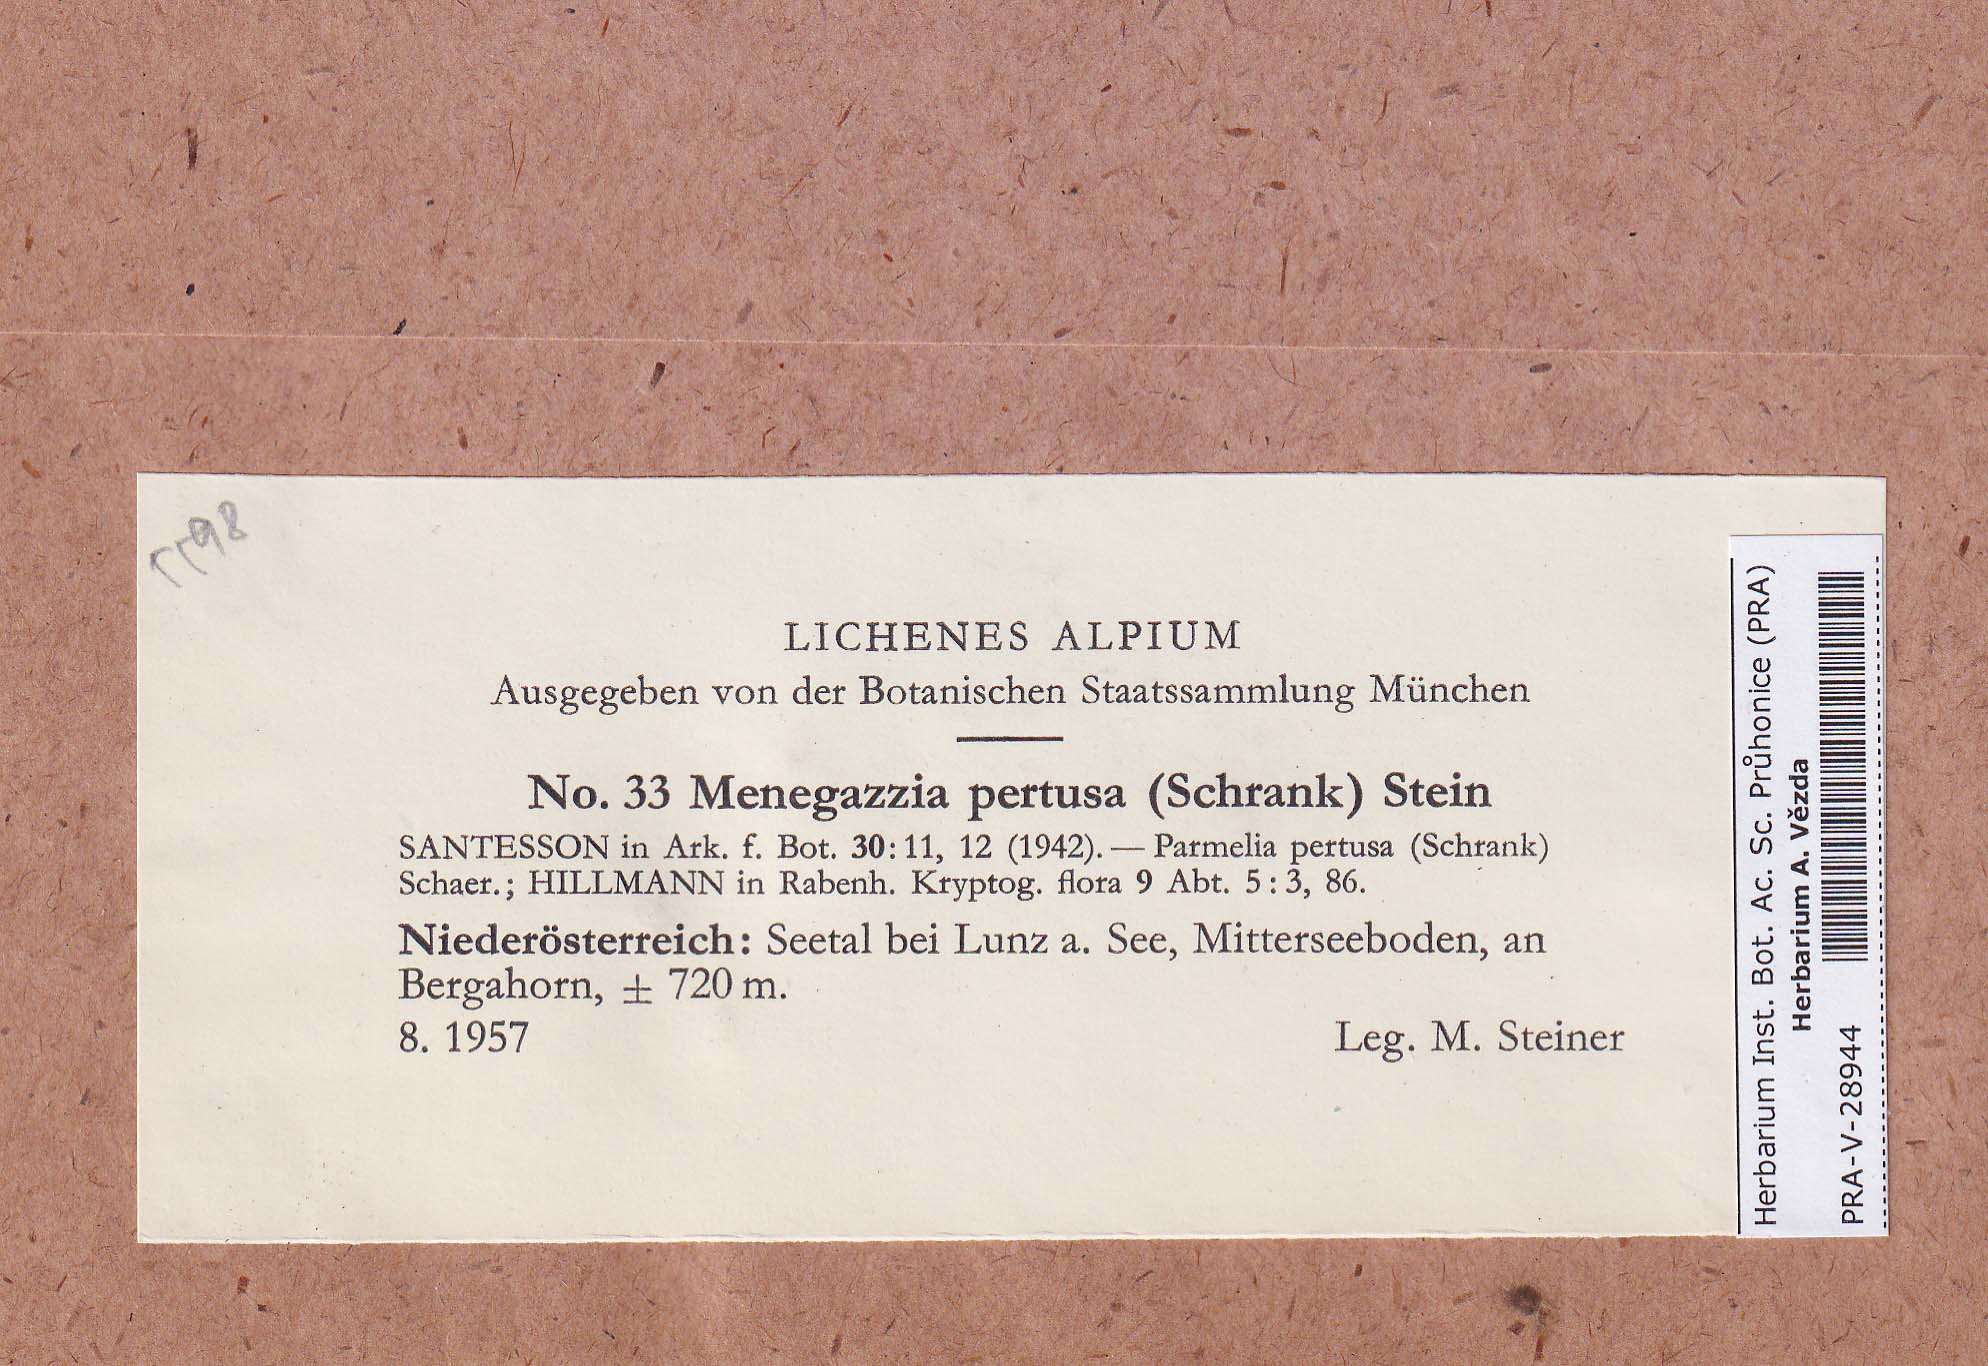 LICHENES ALPIUM
Ausgegeben von der Botanischen Staatssammlung München
No. 33 Menegazzia pertusa (Schrank) Stein
SANTESSON in Ark. f. Bot. 30: 11, 12 (1942). — Parmelia pertusa (Schrank)
Schaer.; HILLMANN in Rabenh. Kryptog. flora 9 Abt. 5 : 3, 86.
Niederösterreich: Seetal bei Lunz a. See, Mitterseeboden, an
Bergahorn, ± 720 m.
8. 1957 Leg. M. Steiner
Herbarium Inst. Bot. Ac. Sc. Průhonice (PRA)
Herbarium A. Vězda
PRA-V-28944